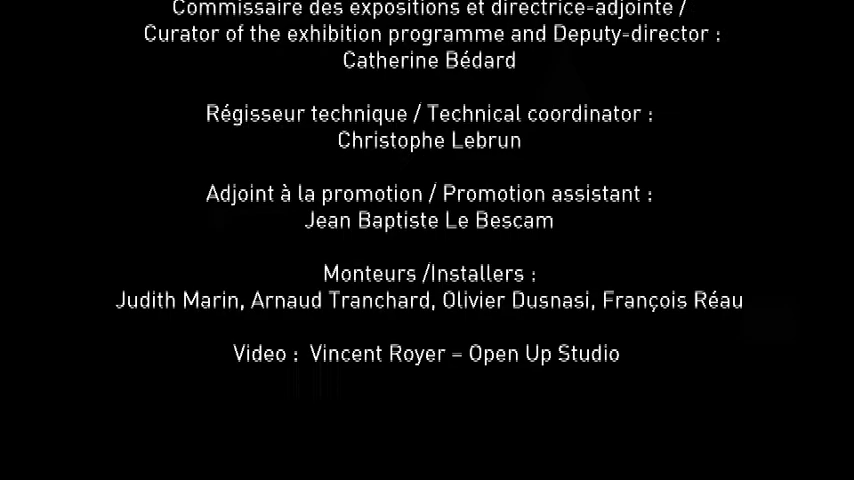 Commissaire des expositions et directrice-adjointe /
Curator of the exhibition programme and Deputy-director :
Catherine Bédard
Régisseur technique / Technical coordinator :
Christophe Lebrun
Adjoint à la promotion / Promotion assistant :
Jean Baptiste Le Bescam
Monteurs /Installers :
Judith Marin, Arnaud Tranchard, Olivier Dusnasi, François Réau
Video : Vincent Royer – Open Up Studio